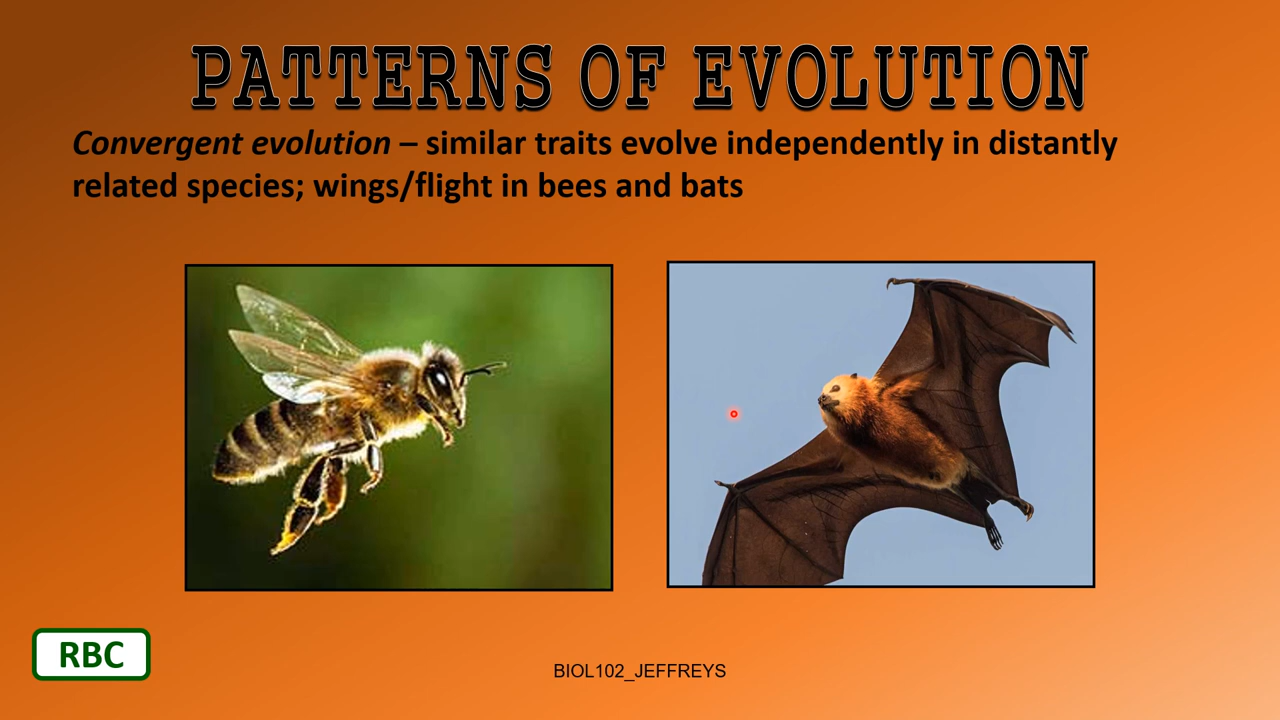 PATTERNS OF EVOLUTION
Convergent evolution – similar traits evolve independently in distantly
related species; wings/flight in bees and bats
RBC
BIOL102_JEFFREYS